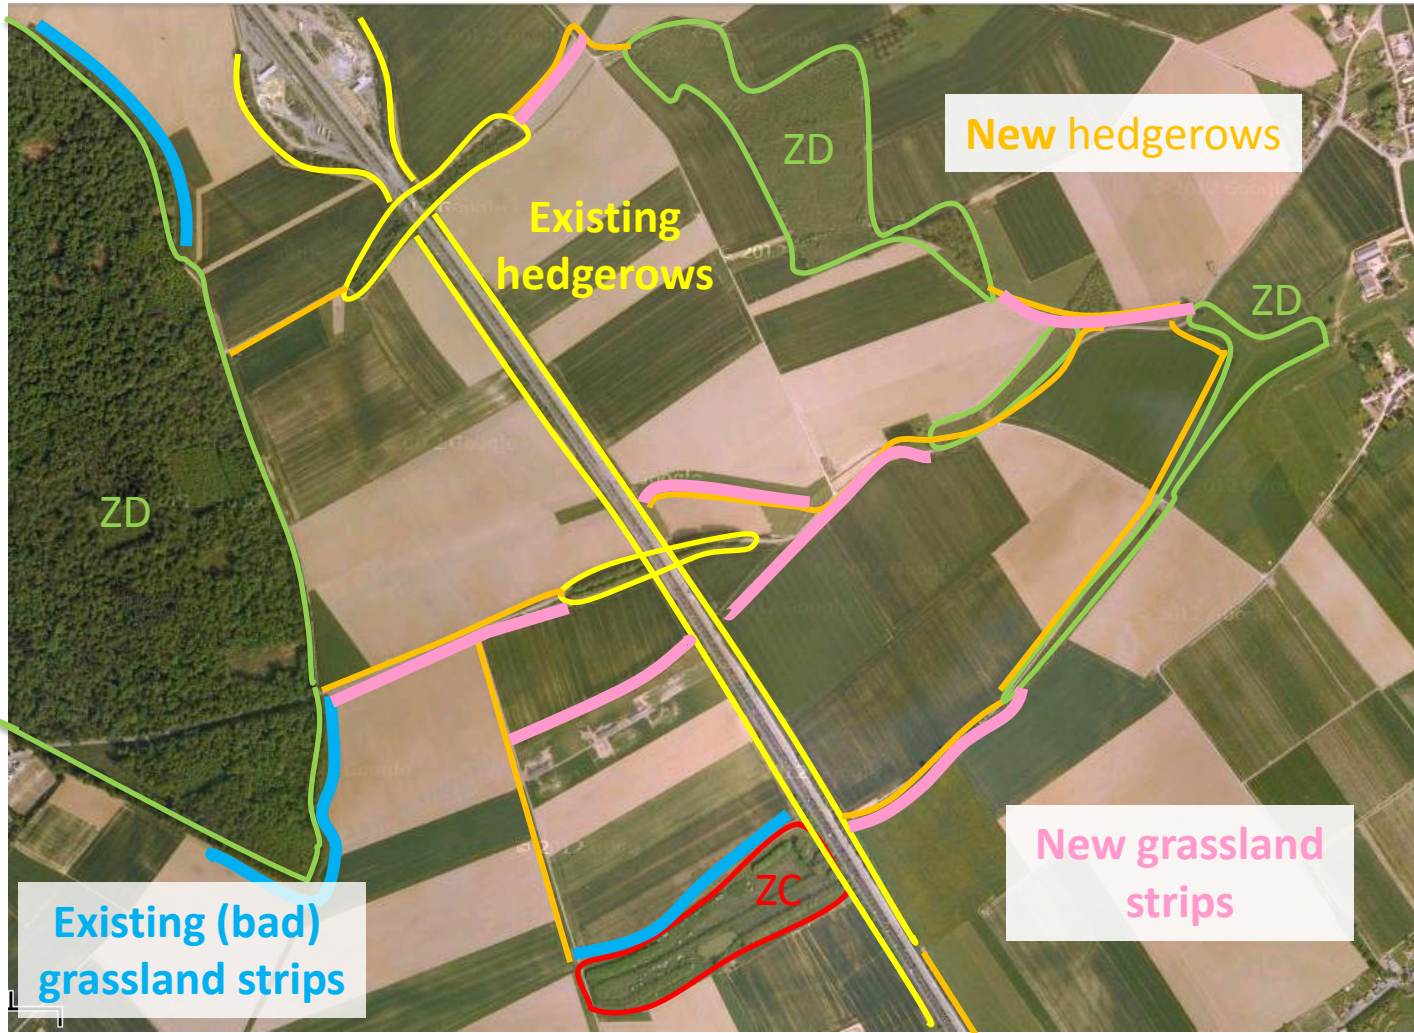 ZD
New hedgerows
Existing
hedgerows
ZD
ZD
New grassland
strips
ZC
Existing (bad)
grassland strips